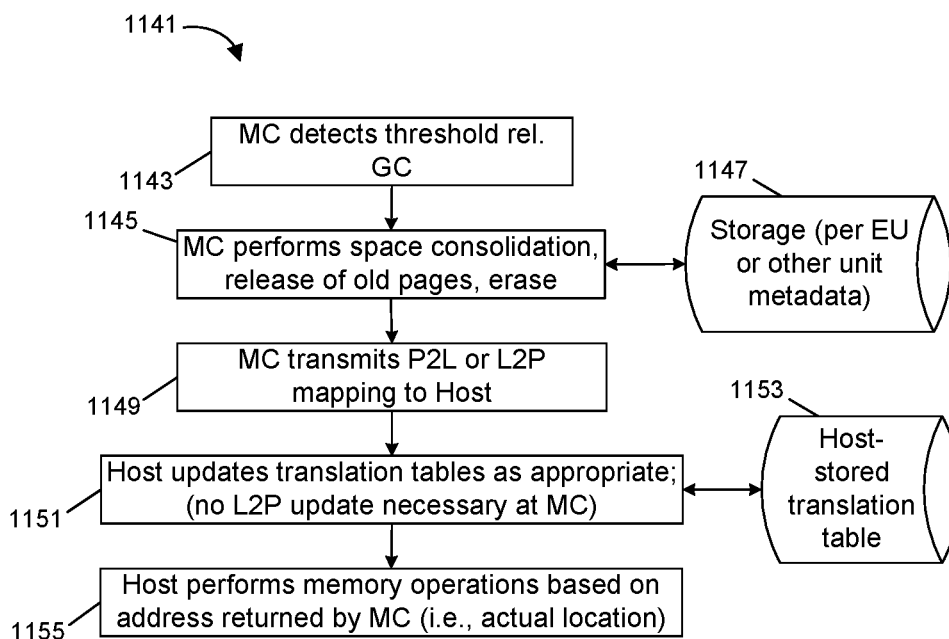 1141
MC detects threshold rel.
GC
1143
1147
1145
MC performs space consolidation,
release of old pages, erase
Storage (per EU
or other unit
metadata)
MC transmits P2L or L2P
mapping to Host
1149
1153
Host updates translation tables as appropriate;
(no L2P update necessary at MC)
1151
Host-
stored
translation
table
Host performs memory operations based on
address returned by MC (i.e., actual location)
1155